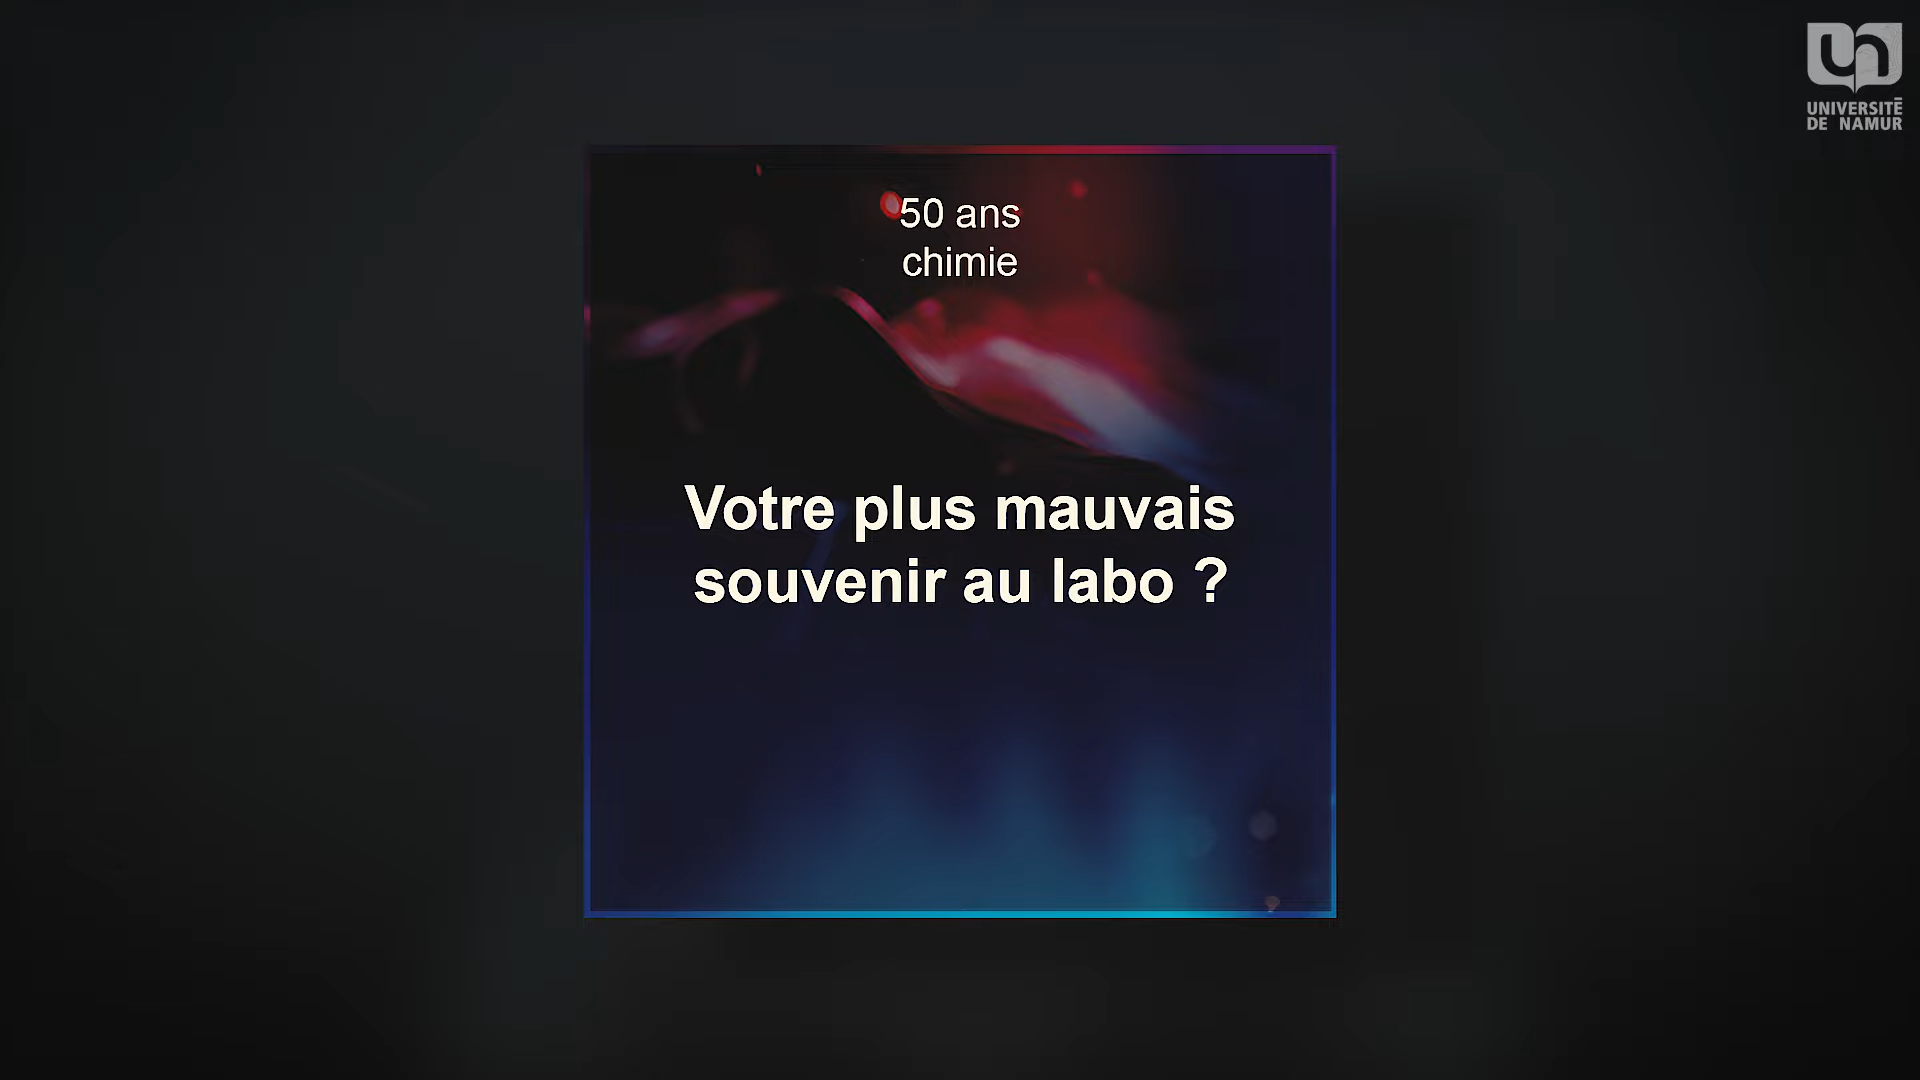 UNIVERSITÉ
DE NAMUR
50 ans
chimie
Votre plus mauvais
souvenir au labo ?